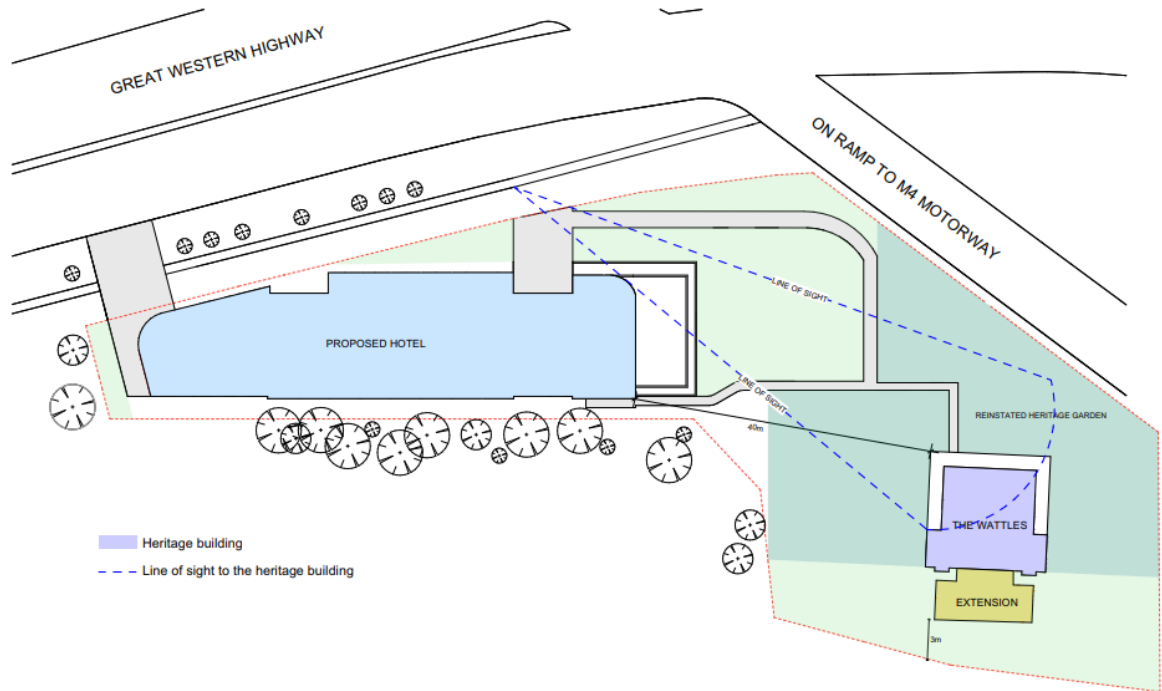 GREAT WESTERN HIGHWAY
ON RAMP TO M4 MOTORWAY
LINE OF SIGHT
PROPOSED HOTEL
LINE OF SIGHT
REINSTATED HERITAGE GARDEN
40m
THE WATTLES
Heritage building
Line of sight to the heritage building
EXTENSION
3m